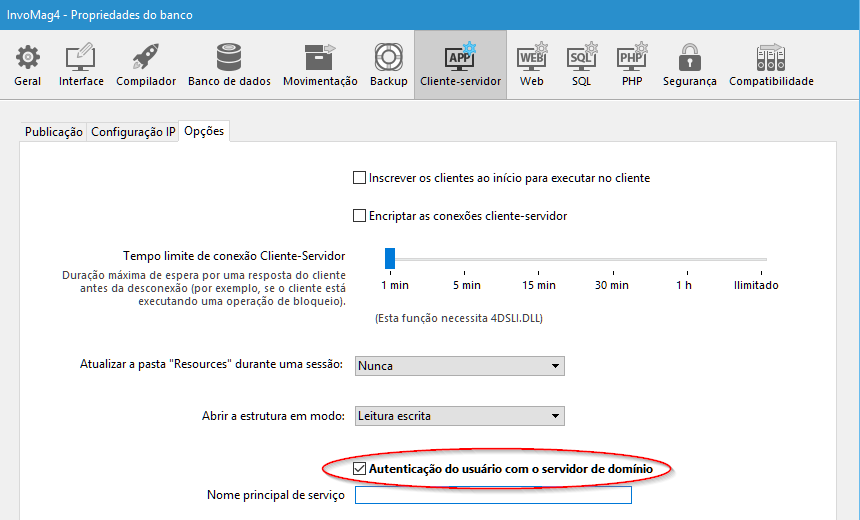 InvoMag4 - Propriedades do banco
APP
WEB
SQL
PHP
Geral
Interface
Compilador
Banco de dados
Movimentação
Backup
Cliente-servidor
Web
SQL
PHP
Segurança
Compatibilidade
Publicação
Configuração IP
Opções
Inscrever os clientes ao início para executar no cliente
Encriptar as conexões cliente-servidor
Tempo limite de conexão Cliente-Servidor
Duração máxima de espera por uma resposta do cliente
antes da desconexão (por exemplo, se o cliente está
executando uma operação de bloqueio).
1 min
5 min
15 min
30 min
1 h
Ilimitado
(Esta função necessita 4DSLI.DLL)
Atualizar a pasta "Resources" durante uma sessão:
Nunca
Abrir a estrutura em modo:
Leitura escrita
Autenticação do usuário com o servidor de domínio
Nome principal de serviço